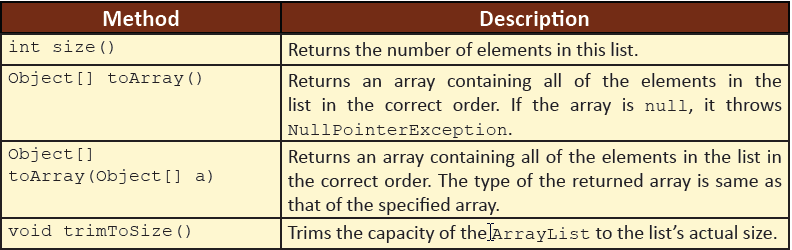 Method Description
int size() Returns the number of elements in this list.
Object[] toArray() Returns an array containing all of the elements in the
list in the correct order. If the array is null, it throws
NullPointerException.
Object[] Returns an array containing all of the elements in the list in
toArray(Object[] a) the correct order. The type of the returned array is same as
that of the specified array.
void trimToSize() Trims the capacity of the ArrayList to the list’s actual size.